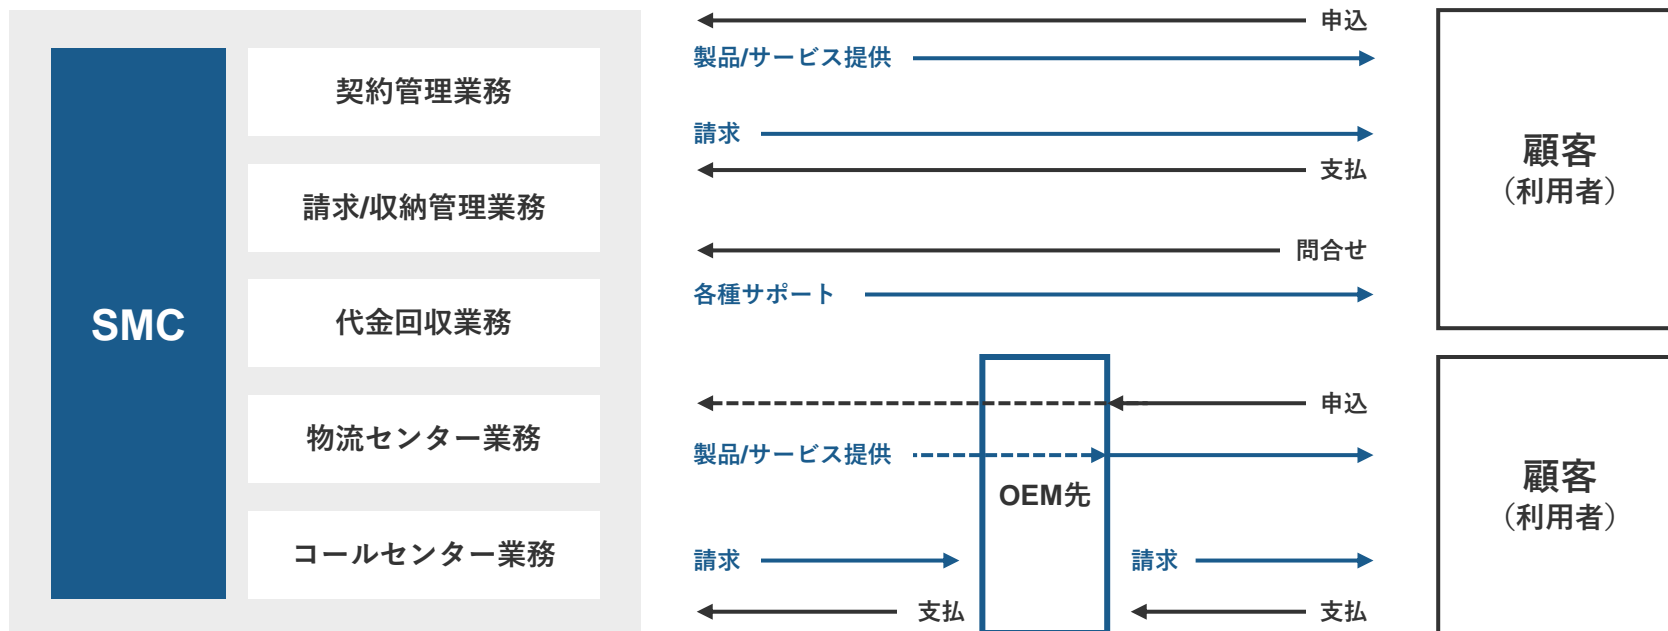 SMC
契約管理業務
請求/収納管理業務
代金回収業務
物流センター業務
コールセンター業務
申込
製品/サービス提供
請求
支払
問合せ
各種サポート
顧客
（利用者）
申込
製品/サービス提供
OEM先
請求
請求
支払
支払
顧客
（利用者）